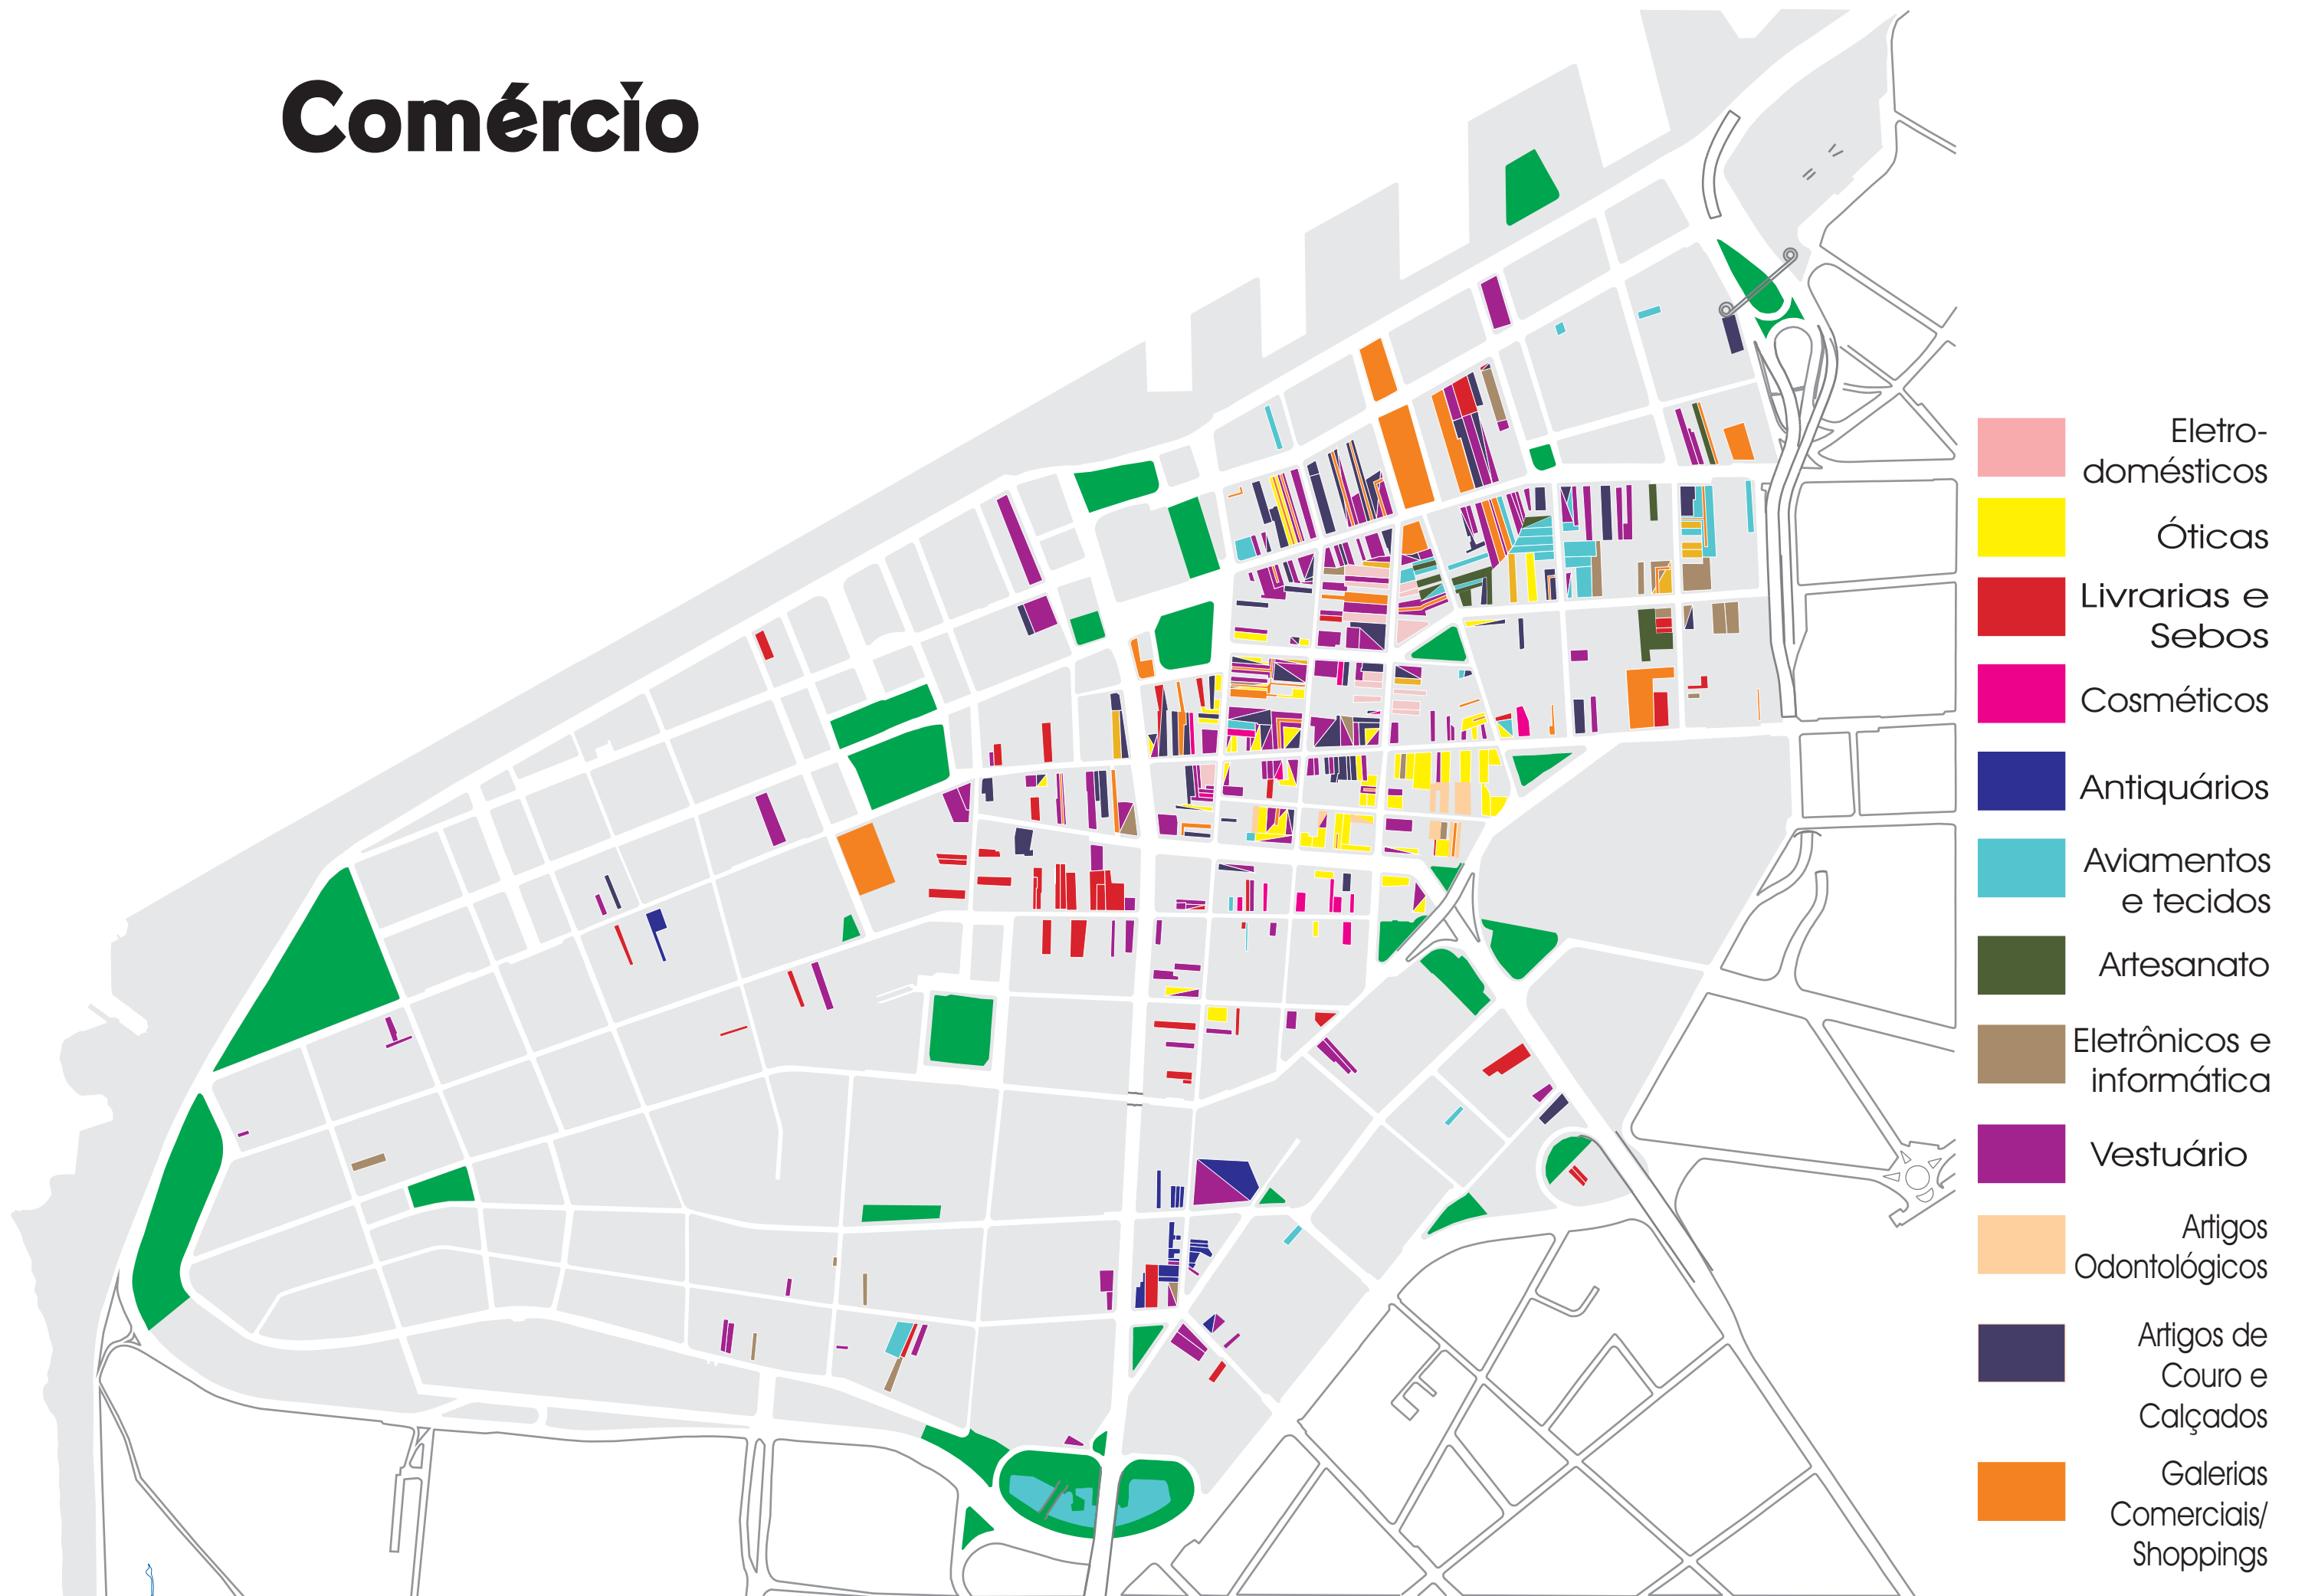 Comércio
Eletro-
domésticos
Óticas
Livrarias e
Sebos
Cosméticos
Antiquários
Aviamentos
e tecidos
Artesanato
Eletrônicos e
informática
Vestuário
Artigos
Odontológicos
Artigos de
Couro e
Calçados
Galerias
Comerciais/
Shoppings